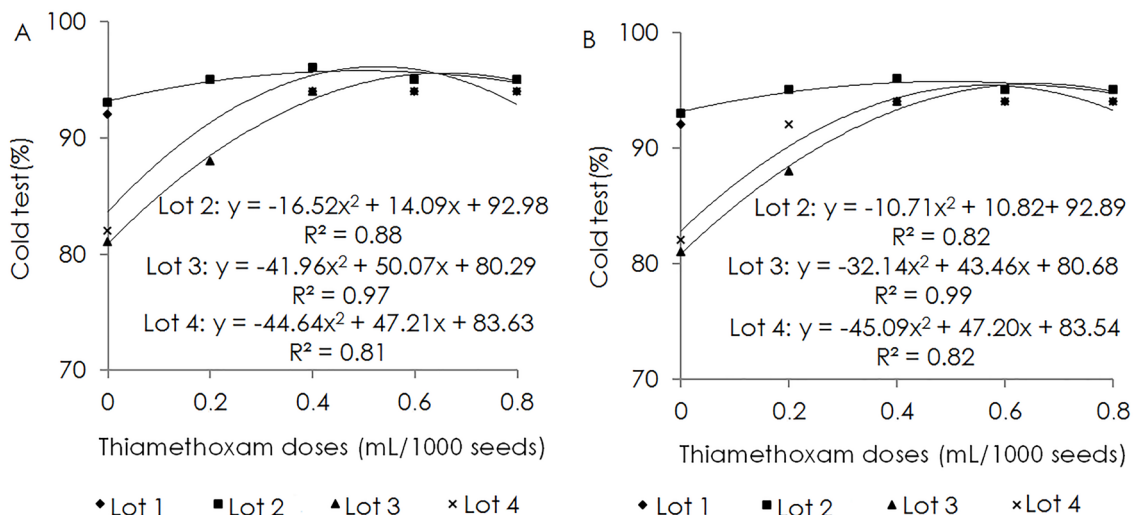 A
100
90
80
70
Cold test(%)
Lot 2: y = -16.52x² + 14.09x + 92.98
R² = 0.88
Lot 3: y = -41.96x² + 50.07x + 80.29
R² = 0.97
Lot 4: y = -44.64x² + 47.21x + 83.63
R² = 0.81
0 0.2 0.4 0.6 0.8
Thiamethoxam doses (mL/1000 seeds)
Lot 1 Lot 2 Lot 3 Lot 4
B
100
90
80
70
Cold test(%)
Lot 2: y = -10.71x² + 10.82+ 92.89
R² = 0.82
Lot 3: y = -32.14x² + 43.46x + 80.68
R² = 0.99
Lot 4: y = -45.09x² + 47.20x + 83.54
R² = 0.82
0 0.2 0.4 0.6 0.8
Thiamethoxam doses (mL/1000 seeds)
Lot 1 Lot 2 Lot 3 Lot 4